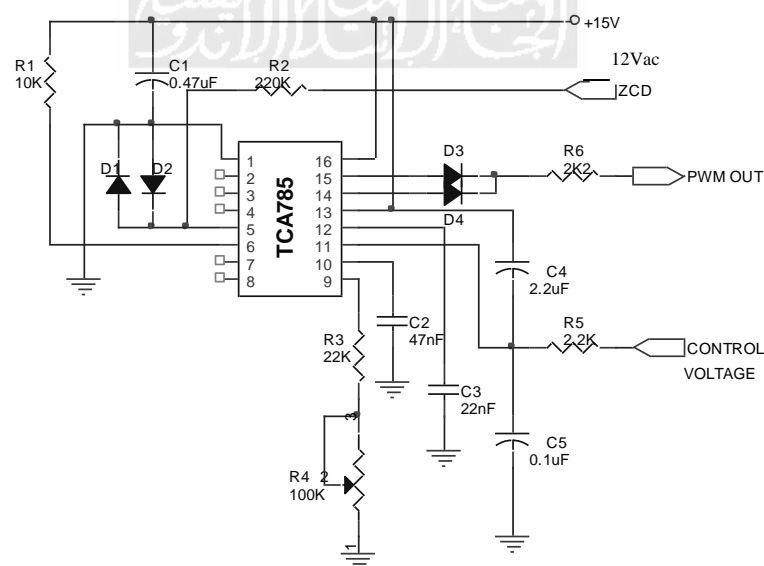 +15V
12Vac
R1
10K
C1
0.47uF
R2
220K
ZCD
D1
D2
1
2
3
4
5
6
7
8
TCA785
16
15
14
13
12
11
10
9
D3
D4
R6
2K2
PWM OUT
C4
2.2uF
R5
2.2K
CONTROL
VOLTAGE
C2
47nF
R3
22K
C3
22nF
3
R4
2
100K
1
C5
0.1uF